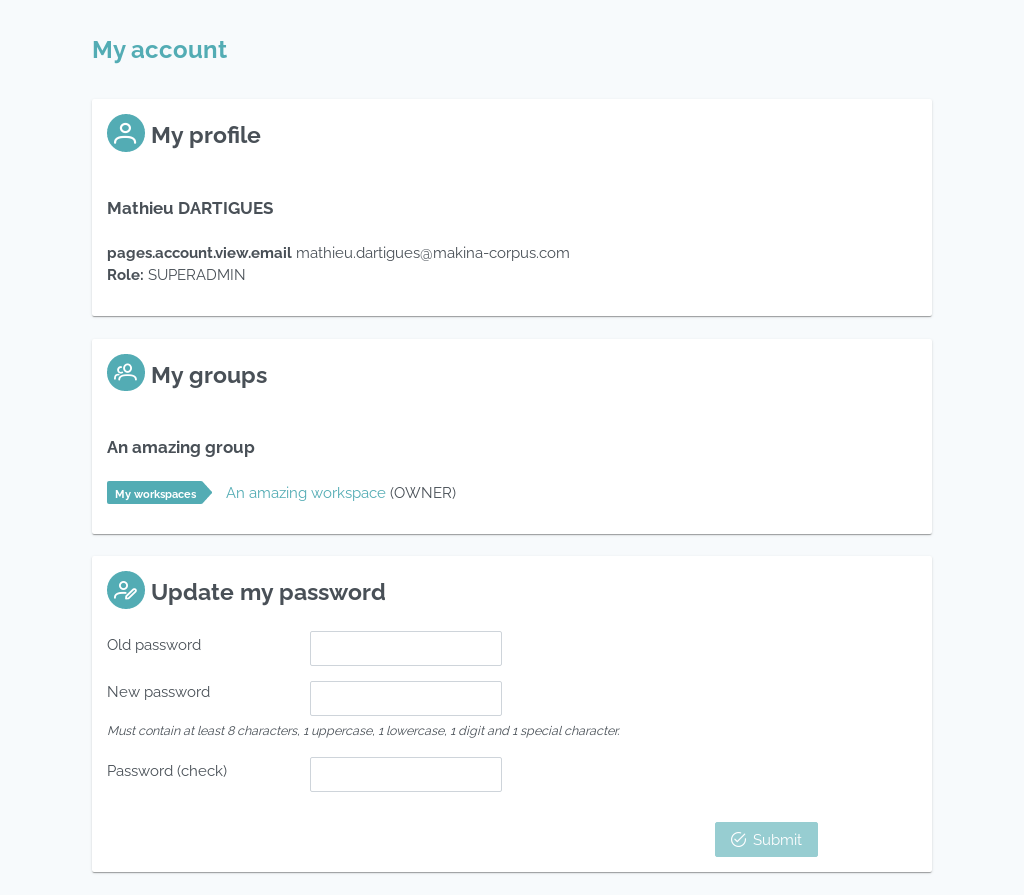 My account
My profile
Mathieu DARTIGUES
pages.account.view.email mathieu.dartigues@makina-corpus.com
Role: SUPERADMIN
My groups
An amazing group
My workspaces An amazing workspace (OWNER)
Update my password
Old password
New password
Must contain at least 8 characters, 1 uppercase, 1 lowercase, 1 digit and 1 special character.
Password (check)
Submit